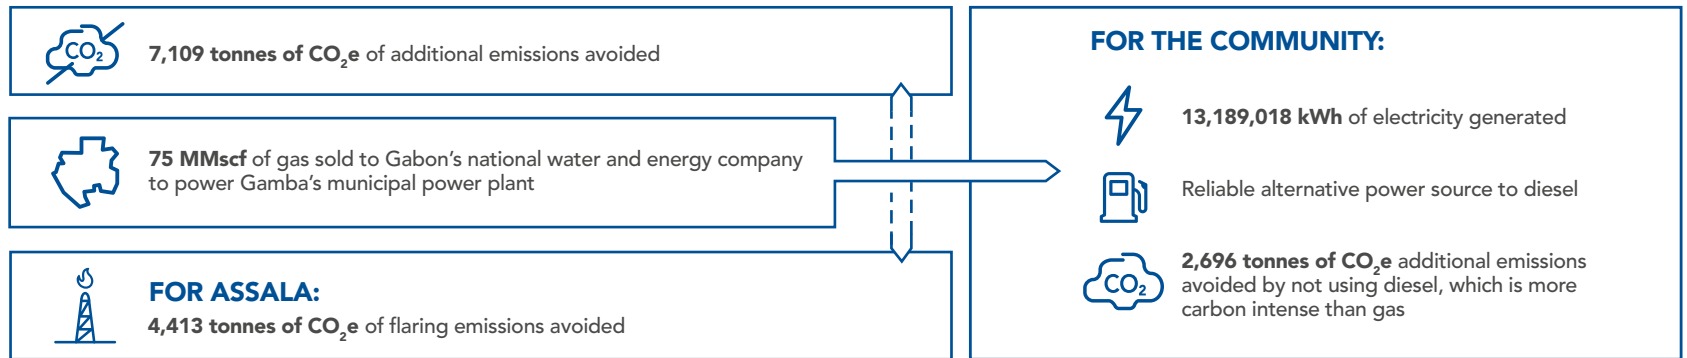 CO₂
7,109 tonnes of CO₂e of additional emissions avoided
75 MMscf of gas sold to Gabon's national water and energy company
to power Gamba's municipal power plant
FOR ASSALA:
4,413 tonnes of CO₂e of flaring emissions avoided
FOR THE COMMUNITY:
13,189,018 kWh of electricity generated
Reliable alternative power source to diesel
CO₂
2,696 tonnes of CO₂e additional emissions
avoided by not using diesel, which is more
carbon intense than gas